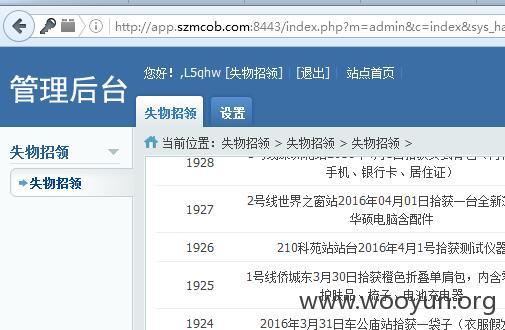 http://app.szmcob.com:8443/index.php?m=admin&c=index&sys_ha
管理后台
您好！,L5qhw [失物招领] | [退出] | 站点首页
失物招领 设置
失物招领
失物招领
当前位置：失物招领 > 失物招领 > 失物招领 >
1928
手机、银行卡、居住证）
1927 2号线世界之窗站2016年04月01日拾获一台全新
华硕电脑含配件
1926 210科苑站站台2016年4月1号拾获测试仪器
1925 1号线侨城东3月30日拾获橙色折叠单肩包，内含
护肤品、梳子、电池充电器
1924 2016年3月31日车公庙站拾获一袋子（衣服假
www.wooyun.org